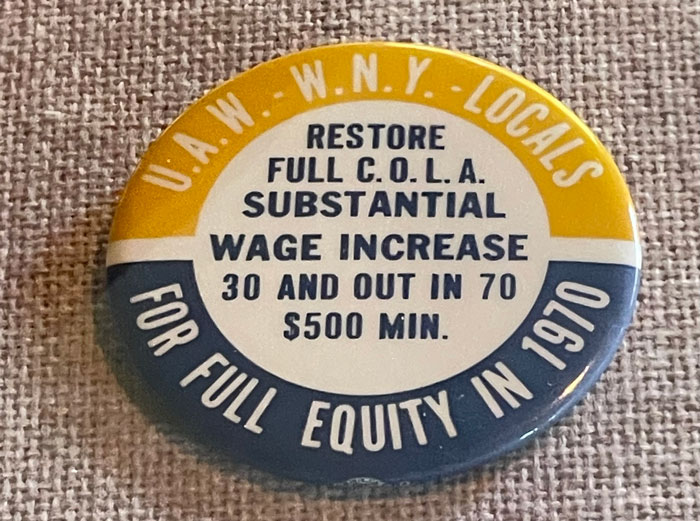 U.A.W.-W.N.Y.-LOCALS
RESTORE
FULL C.O.L.A.
SUBSTANTIAL
WAGE INCREASE
30 AND OUT IN 70
$500 MIN.
FOR FULL EQUITY IN 1970